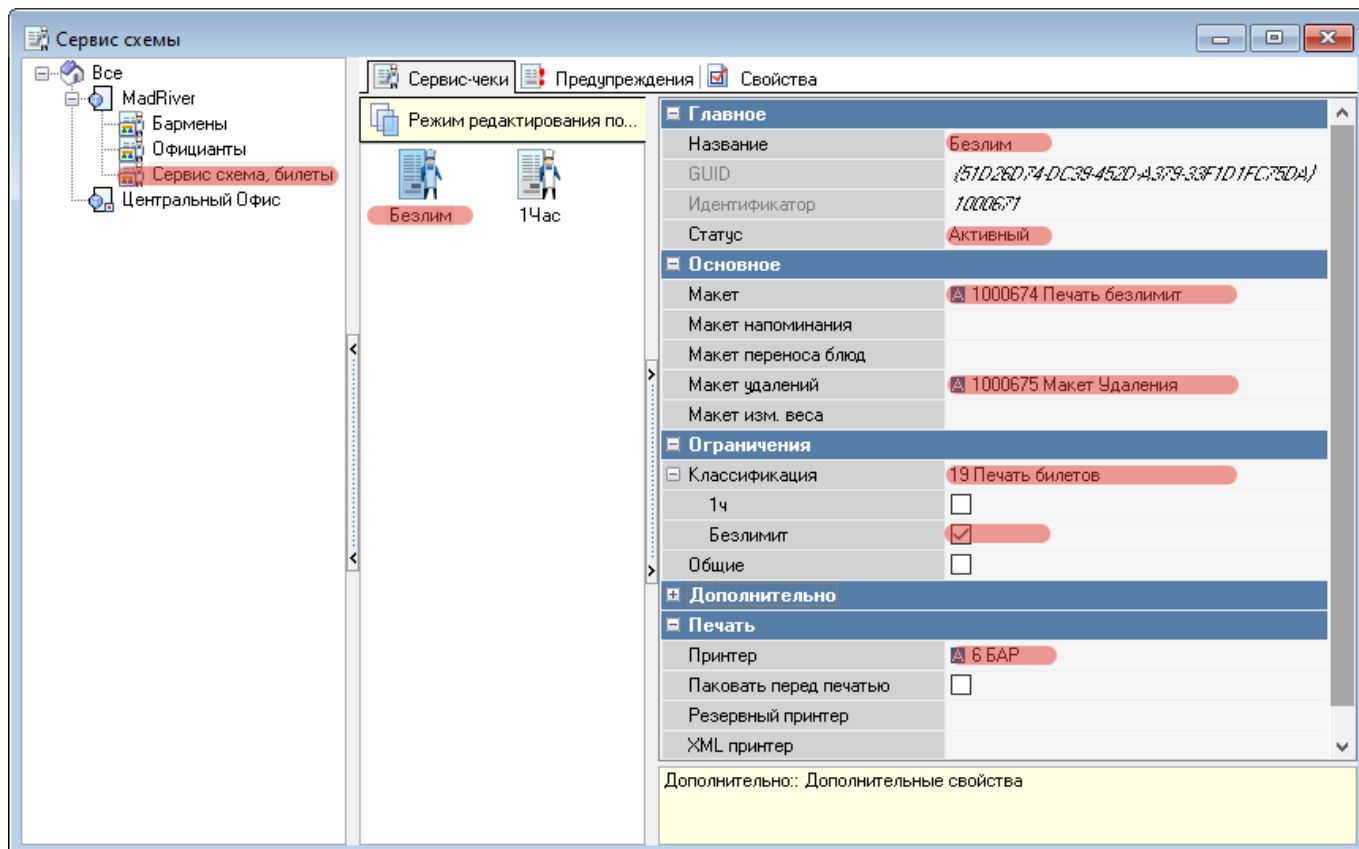 Сервис схемы
Все
MadRiver
Бармены
Официанты
Сервис схема, билеты
Центральный Офис
Сервис-чеки
Предупреждения
Свойства
Режим редактирования по...
Безлим
1Час
Главное
Название Безлим
GUID {51D26D74-DC39-452D-A379-33F1D1FC75DA}
Идентификатор 1000671
Статус Активный
Основное
Макет A 1000674 Печать безлимит
Макет напоминания
Макет переноса блюд
Макет удалений A 1000675 Макет Удаления
Макет изм. веса
Ограничения
Классификация 19 Печать билетов
1ч
Безлимит
Общие
Дополнительно
Печать
Принтер A 6 БАР
Паковать перед печатью
Резервный принтер
XML принтер
Дополнительно:: Дополнительные свойства